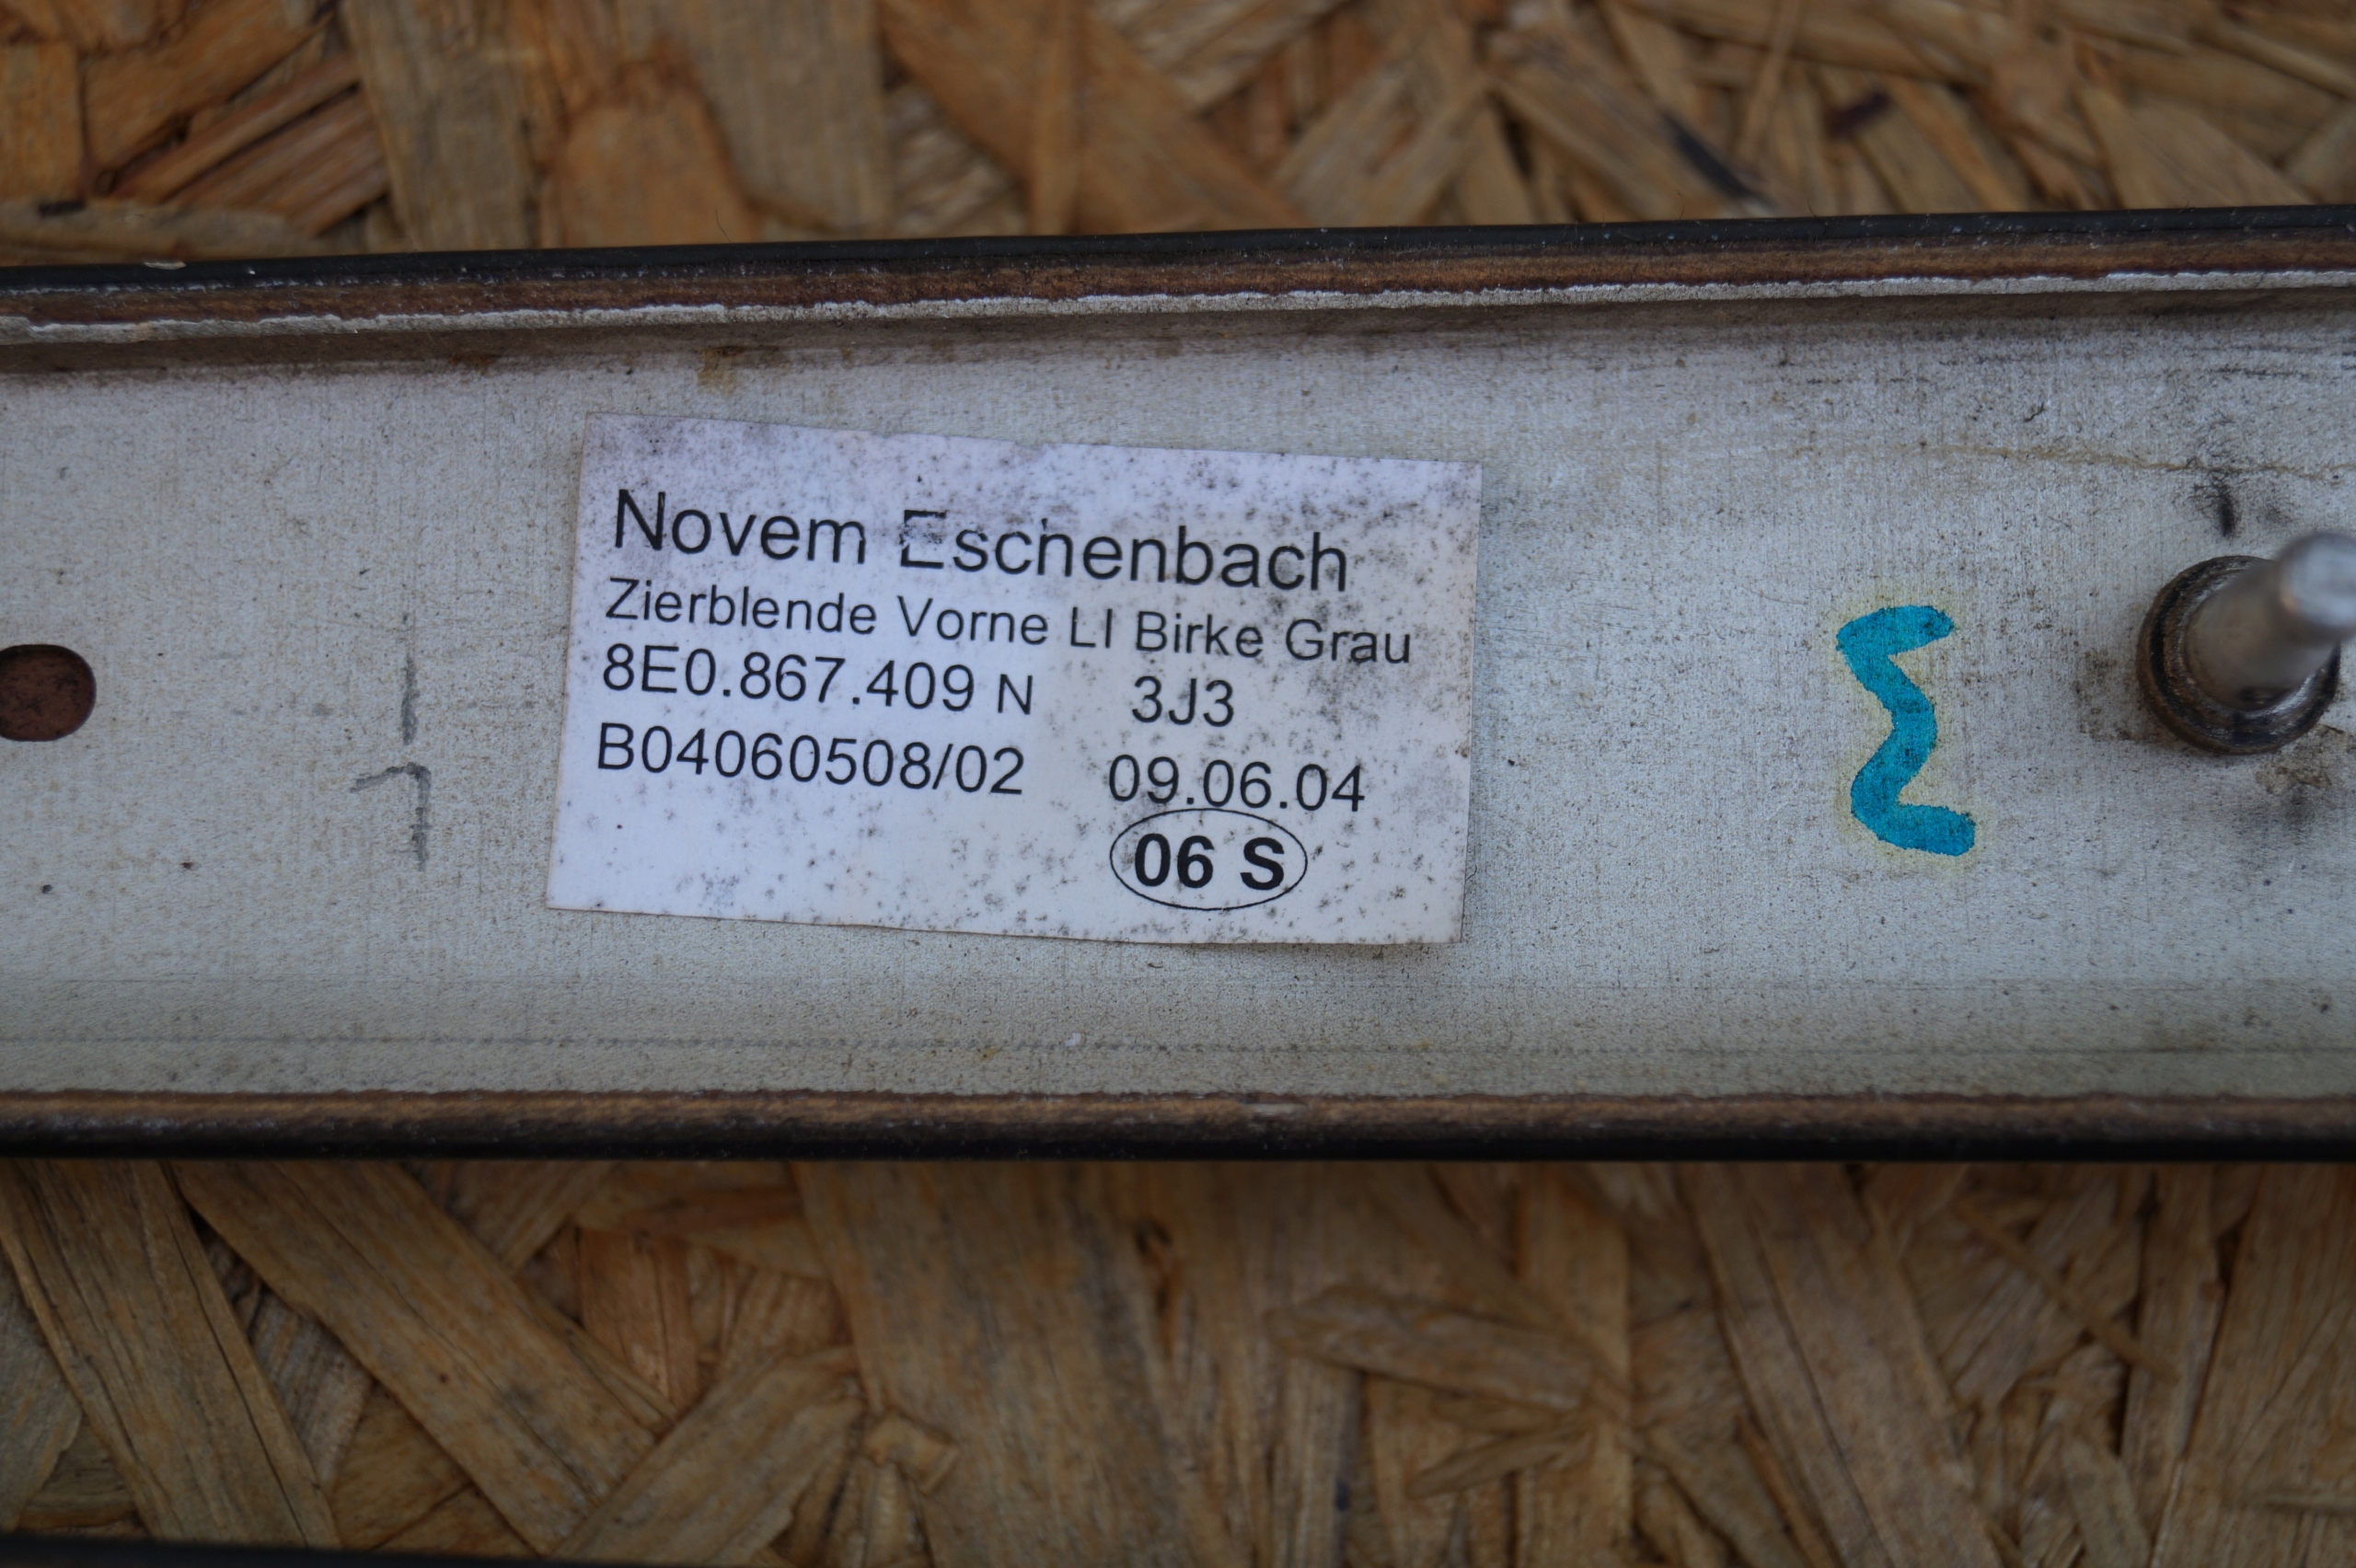 Novem Eschenbach
Zierblende Vorne LI Birke Grau
8E0.867.409 N 3J3
B04060508/02 09.06.04
06 S